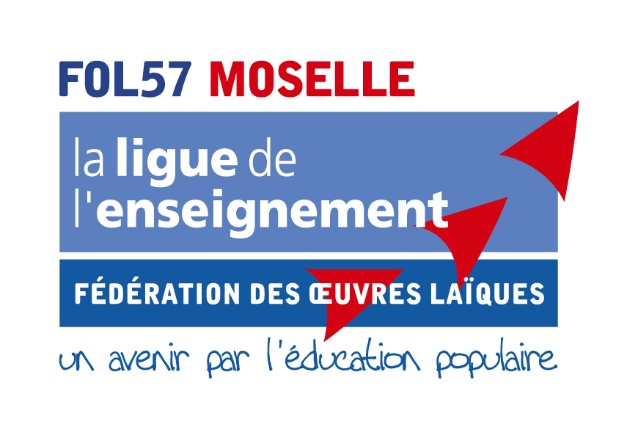 FOL57 MOSELLE
la ligue de
l'enseignement
FÉDÉRATION DES ŒUVRES LAÏQUES
un avenir par l'éducation populaire